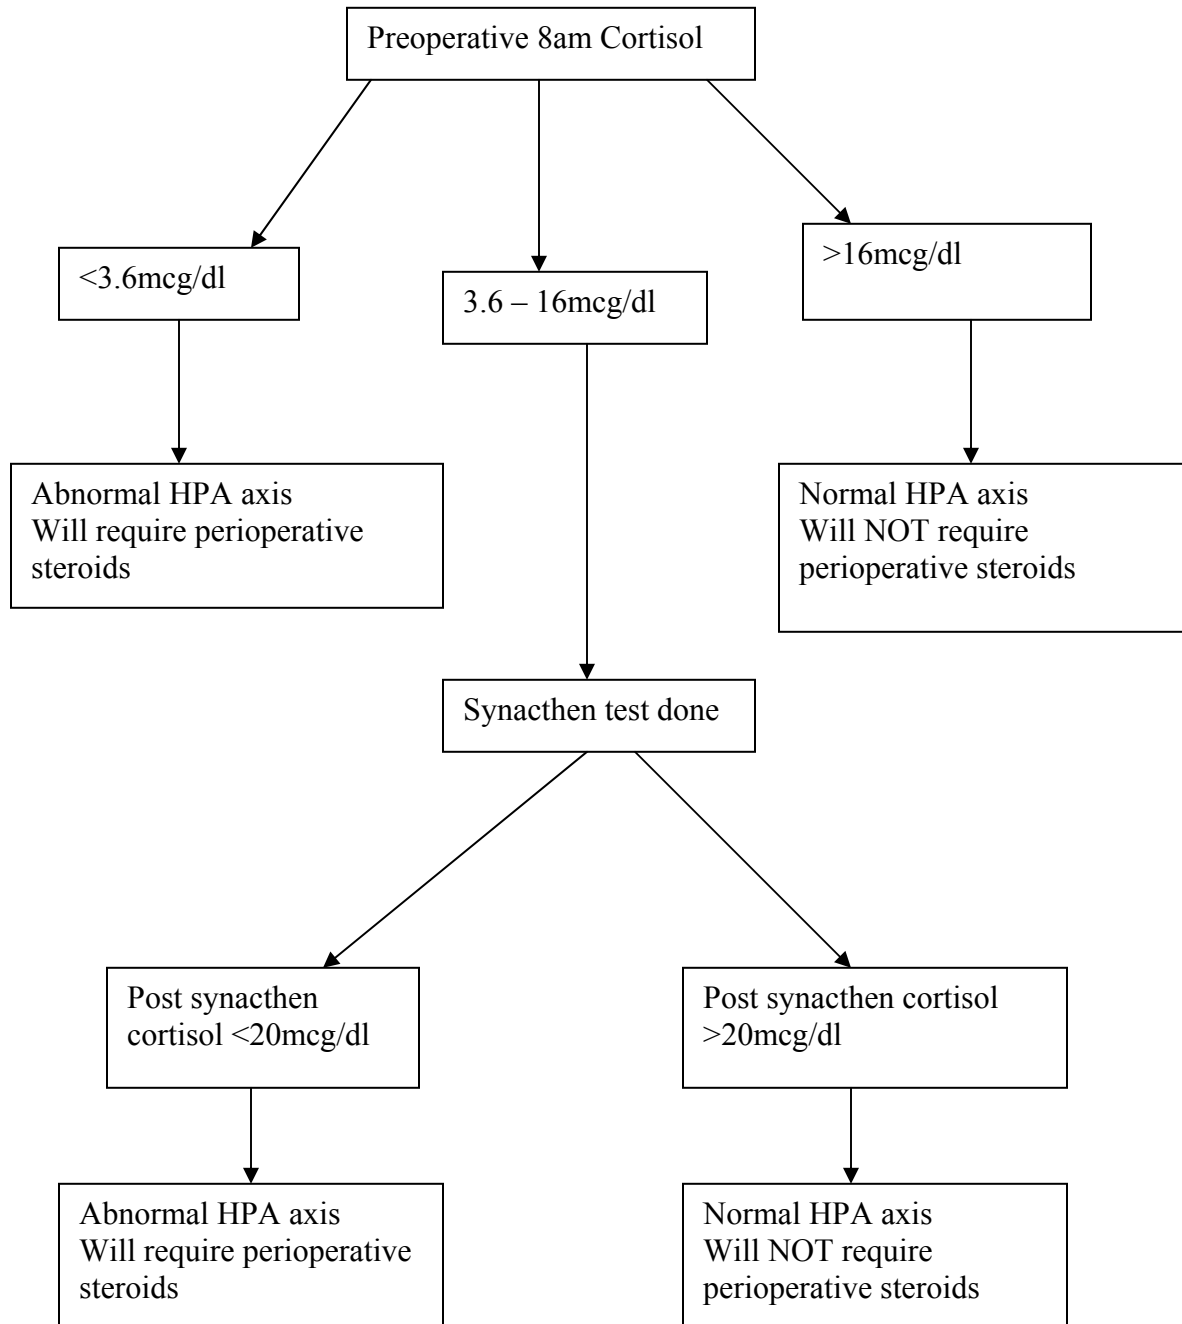 Preoperative 8am Cortisol
<3.6mcg/dl
3.6 – 16mcg/dl
>16mcg/dl
Abnormal HPA axis
Will require perioperative
steroids
Normal HPA axis
Will NOT require
perioperative steroids
Synacthen test done
Post synacthen
cortisol <20mcg/dl
Post synacthen cortisol
>20mcg/dl
Abnormal HPA axis
Will require perioperative
steroids
Normal HPA axis
Will NOT require
perioperative steroids